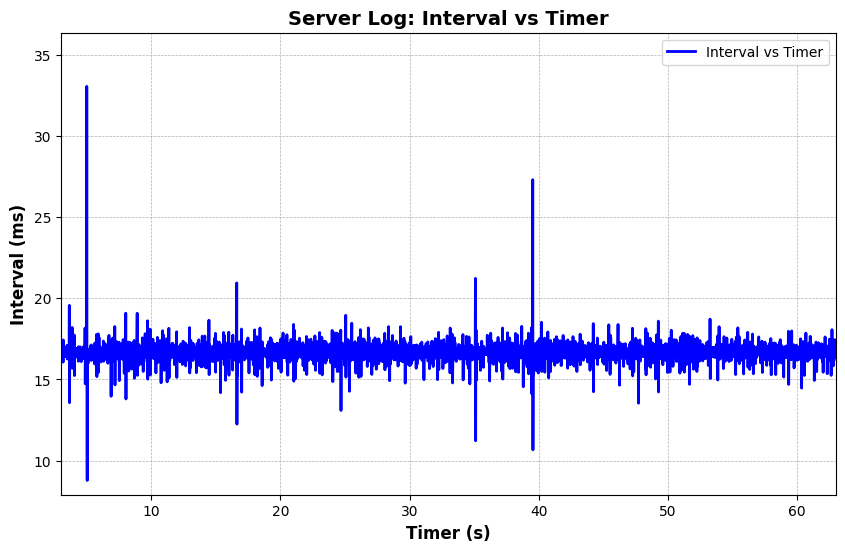 Server Log: Interval vs Timer
Interval vs Timer
35
30
25
20
15
10
Interval (ms)
10 20 30 40 50 60
Timer (s)